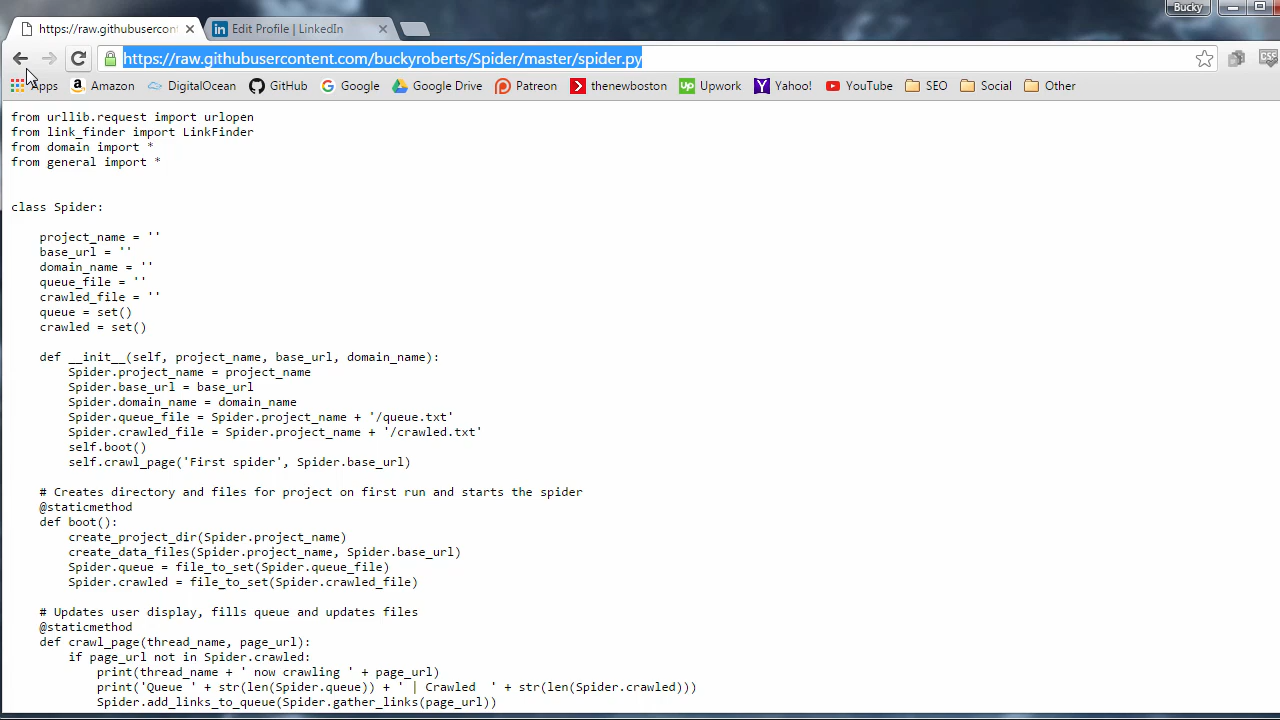 Bucky
https://raw.githubusercont
Edit Profile | LinkedIn
https://raw.githubusercontent.com/buckyroberts/Spider/master/spider.py
Apps Amazon DigitalOcean GitHub Google Google Drive Patreon thenewboston Upwork Yahoo! YouTube SEO Social Other
from urllib.request import urlopen
from link_finder import LinkFinder
from domain import *
from general import *
class Spider:
    project_name = ''
    base_url = ''
    domain_name = ''
    queue_file = ''
    crawled_file = ''
    queue = set()
    crawled = set()
    def __init__(self, project_name, base_url, domain_name):
        Spider.project_name = project_name
        Spider.base_url = base_url
        Spider.domain_name = domain_name
        Spider.queue_file = Spider.project_name + '/queue.txt'
        Spider.crawled_file = Spider.project_name + '/crawled.txt'
        self.boot()
        self.crawl_page('First spider', Spider.base_url)
    # Creates directory and files for project on first run and starts the spider
    @staticmethod
    def boot():
        create_project_dir(Spider.project_name)
        create_data_files(Spider.project_name, Spider.base_url)
        Spider.queue = file_to_set(Spider.queue_file)
        Spider.crawled = file_to_set(Spider.crawled_file)
    # Updates user display, fills queue and updates files
    @staticmethod
    def crawl_page(thread_name, page_url):
        if page_url not in Spider.crawled:
            print(thread_name + ' now crawling ' + page_url)
            print('Queue ' + str(len(Spider.queue)) + ' | Crawled  ' + str(len(Spider.crawled)))
            Spider.add_links_to_queue(Spider.gather_links(page_url))